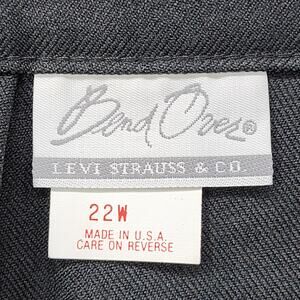 Bend Over®
LEVI STRAUSS & CO.
22W
MADE IN U.S.A.
CARE ON REVERSE